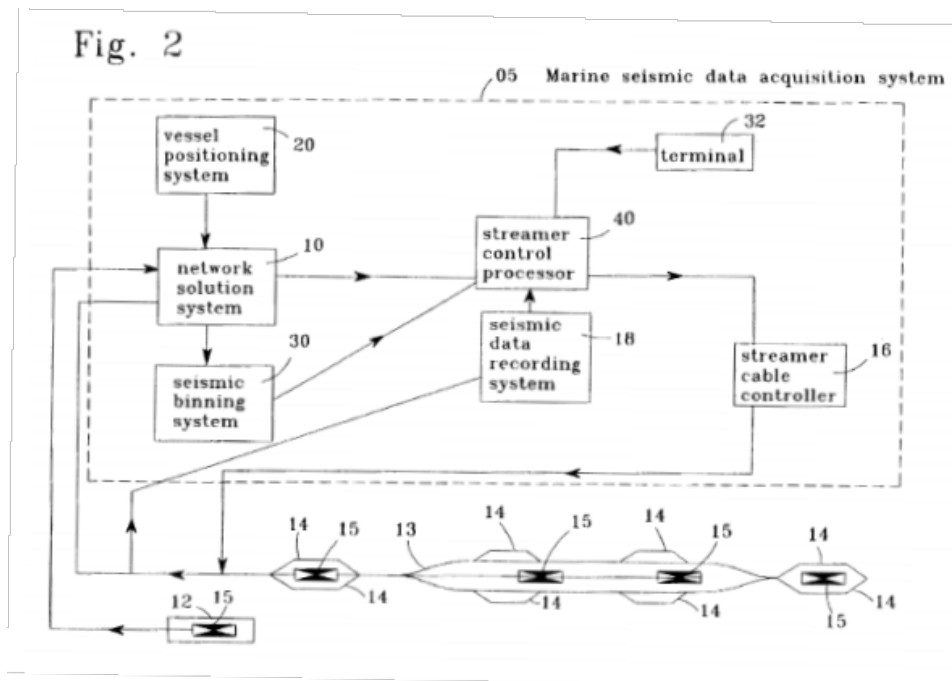 Fig. 2
05 Marine seismic data acquisition system
vessel
positioning
system
20
32
terminal
10
network
solution
system
40
streamer
control
processor
30
seismic
binning
system
seismic
data
recording
system
18
streamer
cable
controller
16
14
15
13
14
15
14
15
14
14
14
14
15
14
12
15